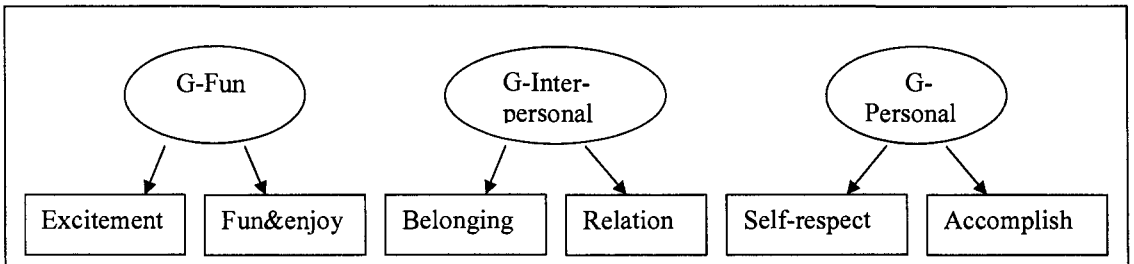 G-Fun
G-Inter-
personal
G-
Personal
Excitement
Fun&enjoy
Belonging
Relation
Self-respect
Accomplish